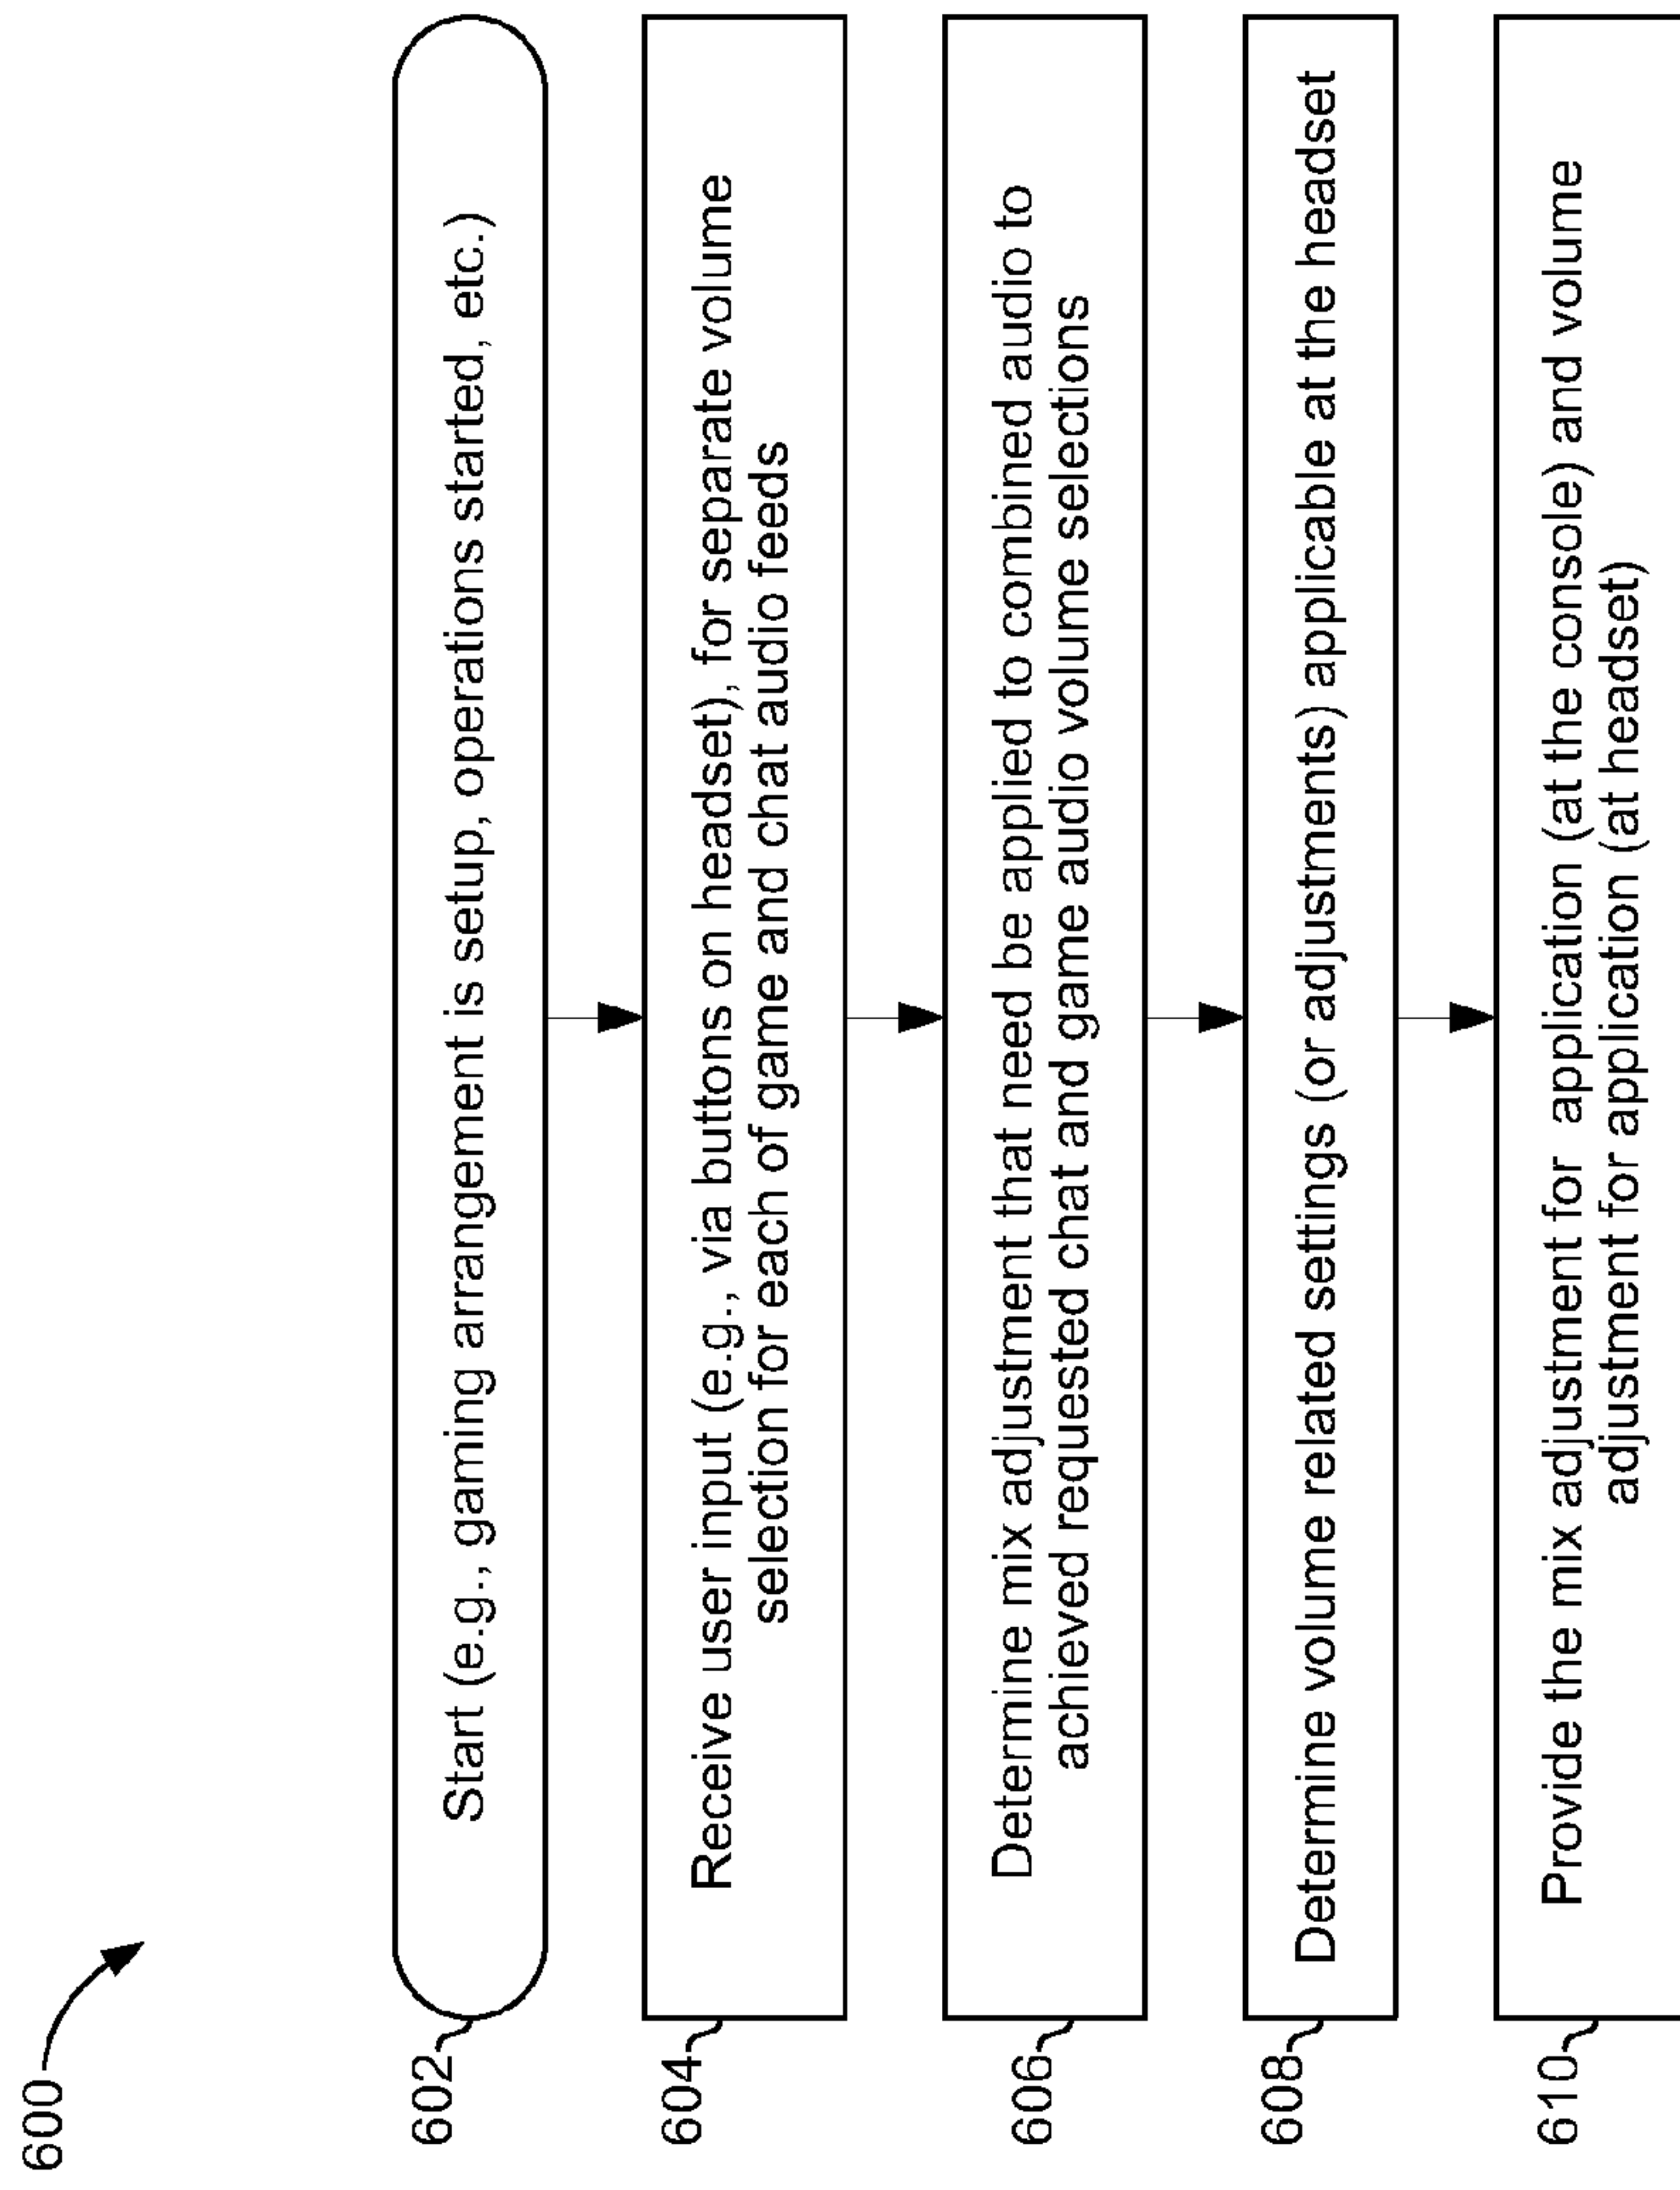 600
602
Start (e.g., gaming arrangement is setup, operations started, etc.)
604
Receive user input (e.g., via buttons on headset), for separate volume
selection for each of game and chat audio feeds
606
Determine mix adjustment that need be applied to combined audio to
achieved requested chat and game audio volume selections
608
Determine volume related settings (or adjustments) applicable at the headset
610
Provide the mix adjustment for application (at the console) and volume
adjustment for application (at headset)